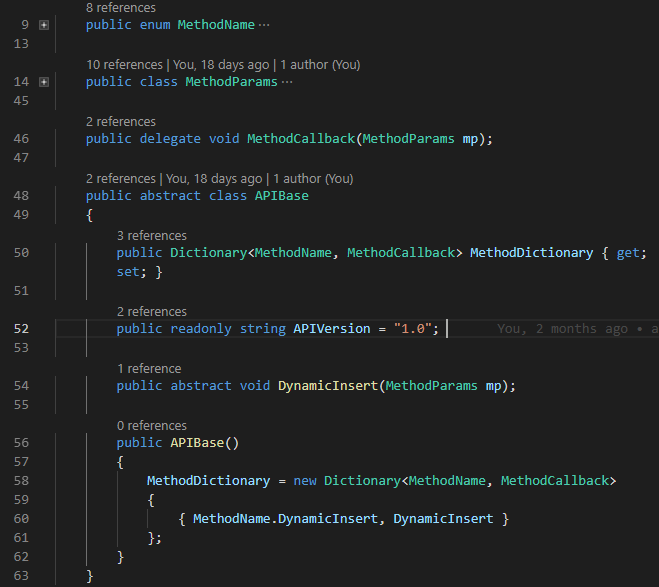 8 references
9 public enum MethodName ...
13
10 references | You, 18 days ago | 1 author (You)
14 public class MethodParams ...
45
2 references
46 public delegate void MethodCallback(MethodParams mp);
47
2 references | You, 18 days ago | 1 author (You)
48 public abstract class APIBase
49 {
3 references
50 public Dictionary<MethodName, MethodCallback> MethodDictionary { get;
set; }
51
2 references
52 public readonly string APIVersion = "1.0"; You, 2 months ago • a
53
1 reference
54 public abstract void DynamicInsert(MethodParams mp);
55
0 references
56 public APIBase()
57 {
58 MethodDictionary = new Dictionary<MethodName, MethodCallback>
59 {
60 { MethodName.DynamicInsert, DynamicInsert }
61 };
62 }
63 }